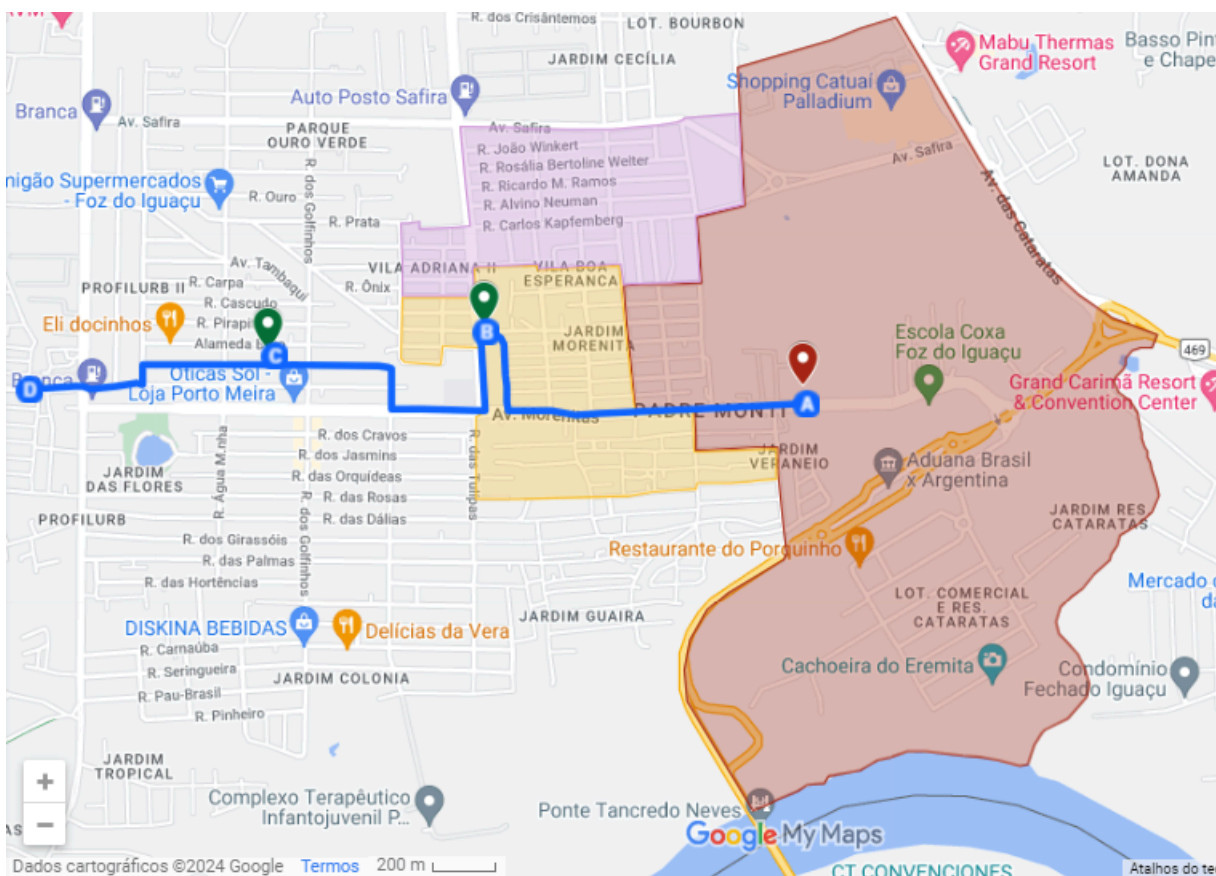 R. dos Crisântemos
LOT. BOURBON
Mabu Thermas
Grand Resort
Basso Pint
e Chape
JARDIM CECÍLIA
Shopping Catuaí
Palladium
Auto Posto Safira
Branca
Av. Safira
PARQUE
OURO VERDE
Av. Safira
R. João Winkert
R. Rosália Bertoline Welter
R. Ricardo M. Ramos
R. Alvino Neuman
R. Carlos Kapfemberg
Av. Safira
LOT. DONA
AMANDA
migão Supermercados
- Foz do Iguaçu
R. Ouro
R. dos Golfinhos
R. Prata
Av. das Cataratas
Av. Tambaqui
VILA ADRIANA II
VILA BOA
ESPERANCA
R. Ônix
PROFILURB II
R. Carpa
R. Cascudo
R. Pirapi
Alameda
Eli docinhos
B
JARDIM
MORENITA
Escola Coxa
Foz do Iguaçu
469
C
Branca
D
Óticas Sol -
Loja Porto Meira
Av. Morenitas
PADRE MONTI
A
Grand Carimã Resort
& Convention Center
R. dos Cravos
R. dos Jasmins
R. das Orquídeas
R. das Rosas
R. das Dálias
R. Água M.nha
R. dos Golfinhos
R. das Tulipas
JARDIM
VERANEIO
Aduana Brasil
x Argentina
JARDIM
DAS FLORES
PROFILURB
JARDIM RES.
CATARATAS
R. dos Girassóis
R. das Palmas
R. das Hortências
Restaurante do Porquinho
LOT. COMERCIAL
E RES.
CATARATAS
Mercado
da
DISKINA BEBIDAS
Delícias da Vera
JARDIM GUAIRA
R. Carnaúba
R. Seringueira
R. Pau-Brasil
R. Pinheiro
JARDIM COLONIA
Cachoeira do Eremita
Condomínio
Fechado Iguaçu
JARDIM
TROPICAL
Complexo Terapêutico
Infantojuvenil P...
Ponte Tancredo Neves
Google My Maps
CT CONVENCIONES
+
−
Dados cartográficos ©2024 Google
Termos
200 m
Atalhos do te